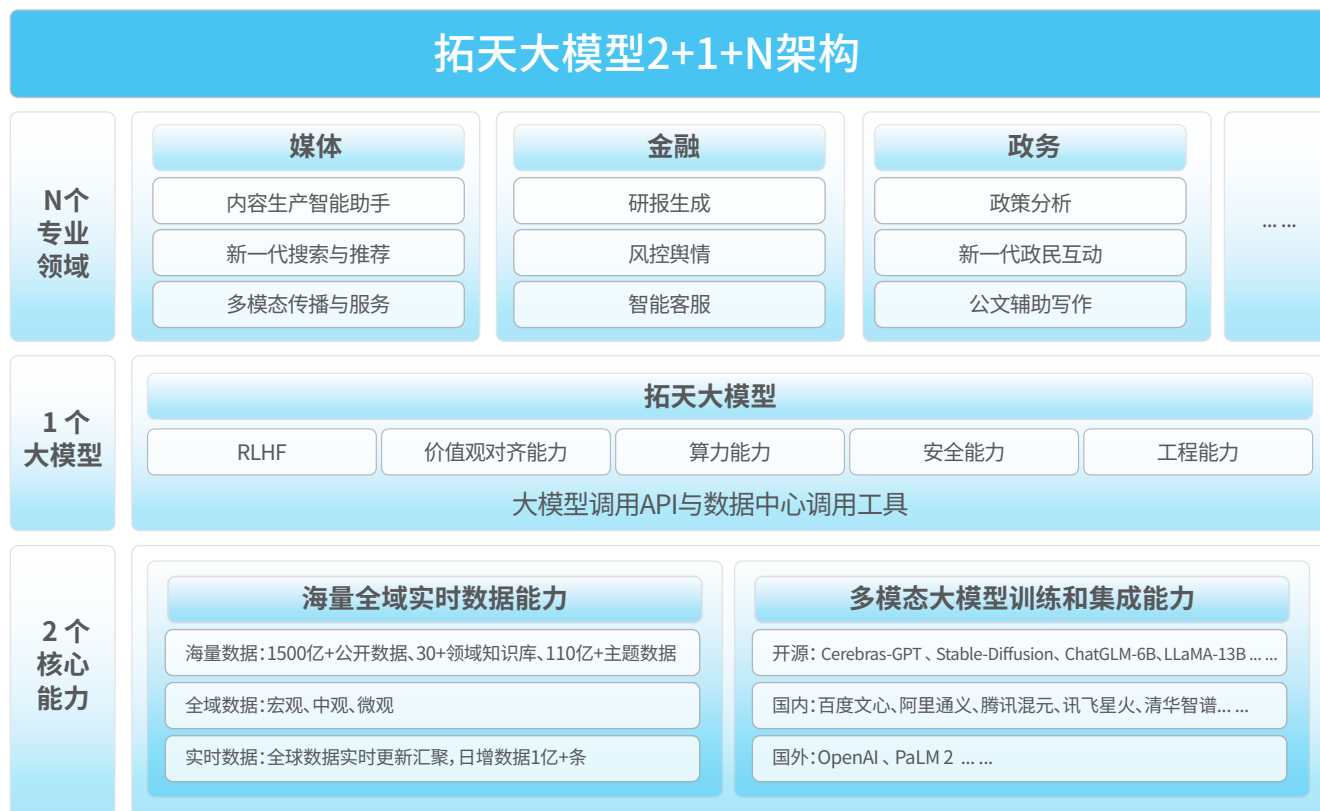 拓天大模型2+1+N架构
N个
专业
领域
媒体
内容生产智能助手
新一代搜索与推荐
多模态传播与服务
金融
研报生成
风控舆情
智能客服
政务
政策分析
新一代政民互动
公文辅助写作
... ...
1 个
大模型
拓天大模型
RLHF
价值观对齐能力
算力能力
安全能力
工程能力
大模型调用API与数据中心调用工具
2 个
核心
能力
海量全域实时数据能力
海量数据:1500亿+公开数据、30+领域知识库、110亿+主题数据
全域数据:宏观、中观、微观
实时数据:全球数据实时更新汇聚,日增数据1亿+条
多模态大模型训练和集成能力
开源: Cerebras-GPT 、Stable-Diffusion、ChatGLM-6B、LLaMA-13B ... ...
国内:百度文心、阿里通义、腾讯混元、讯飞星火、清华智谱... ...
国外:OpenAI 、PaLM 2 ... ...